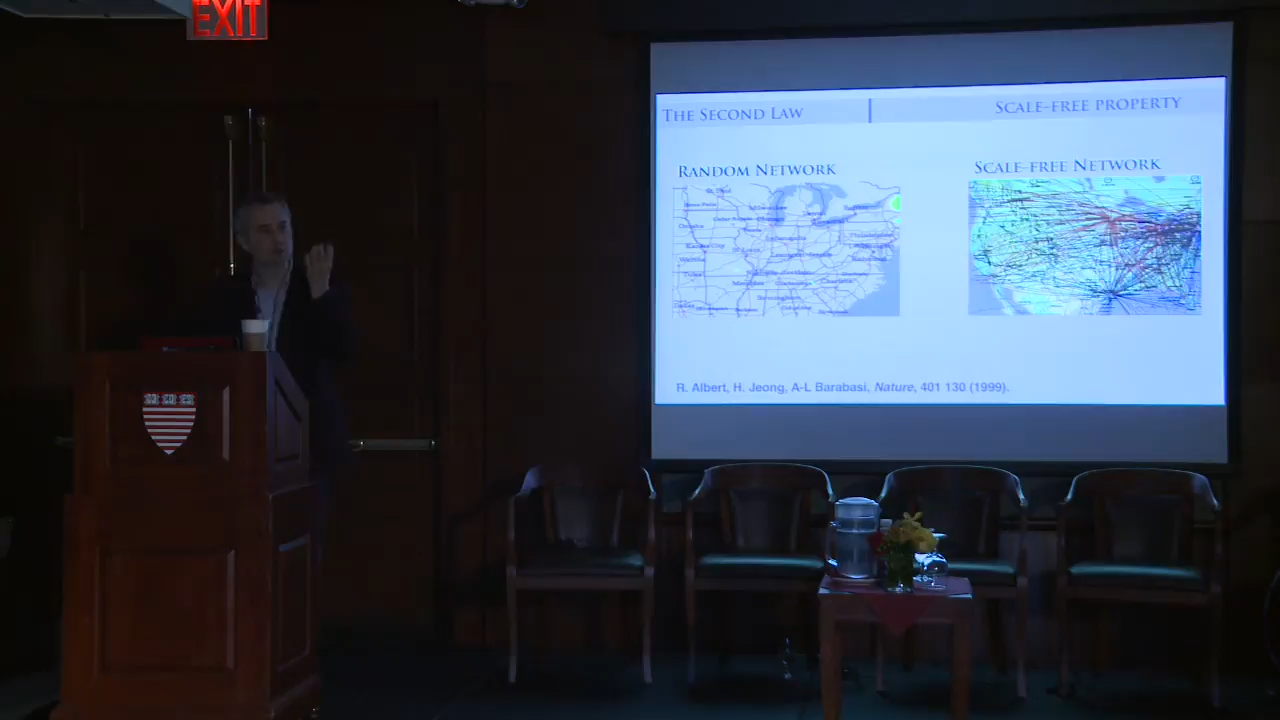 EXIT
THE SECOND LAW
SCALE-FREE PROPERTY
RANDOM NETWORK
SCALE-FREE NETWORK
R. Albert, H. Jeong, A-L Barabasi, Nature, 401 130 (1999).